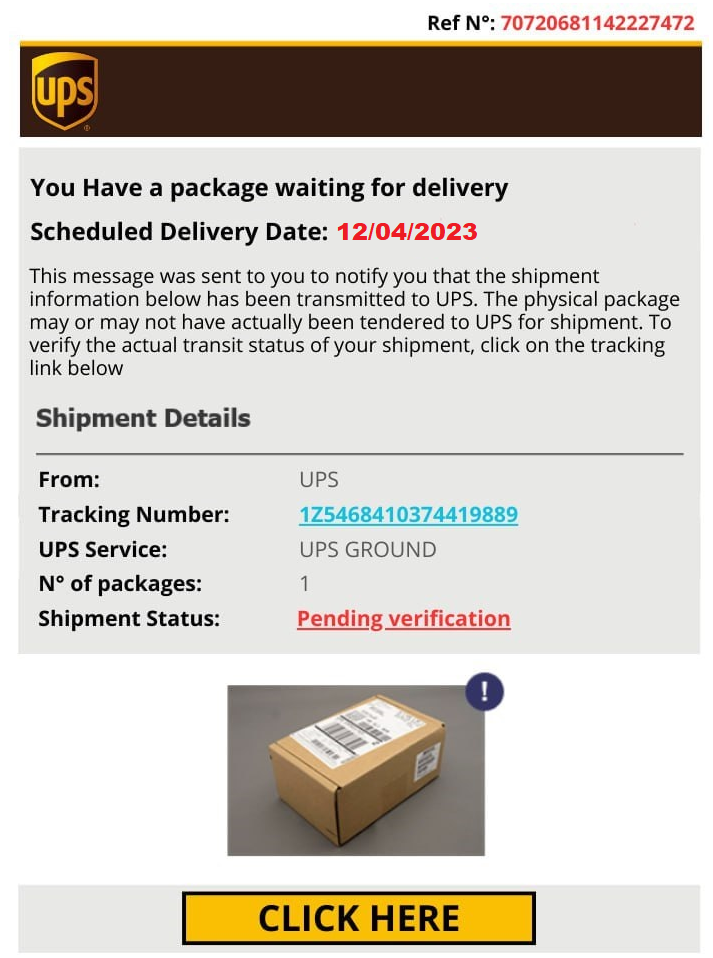 Ref N°: 70720681142227472
ups
You Have a package waiting for delivery
Scheduled Delivery Date: 12/04/2023
This message was sent to you to notify you that the shipment
information below has been transmitted to UPS. The physical package
may or may not have actually been tendered to UPS for shipment. To
verify the actual transit status of your shipment, click on the tracking
link below
Shipment Details
From: UPS
Tracking Number: 1Z5468410374419889
UPS Service: UPS GROUND
N° of packages: 1
Shipment Status: Pending verification
!
CLICK HERE